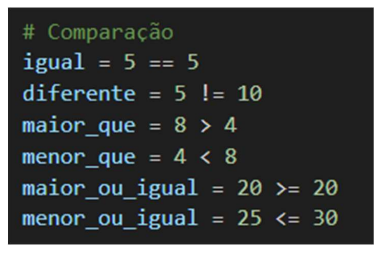 # Comparação
igual = 5 == 5
diferente = 5 != 10
maior_que = 8 > 4
menor_que = 4 < 8
maior_ou_igual = 20 >= 20
menor_ou_igual = 25 <= 30